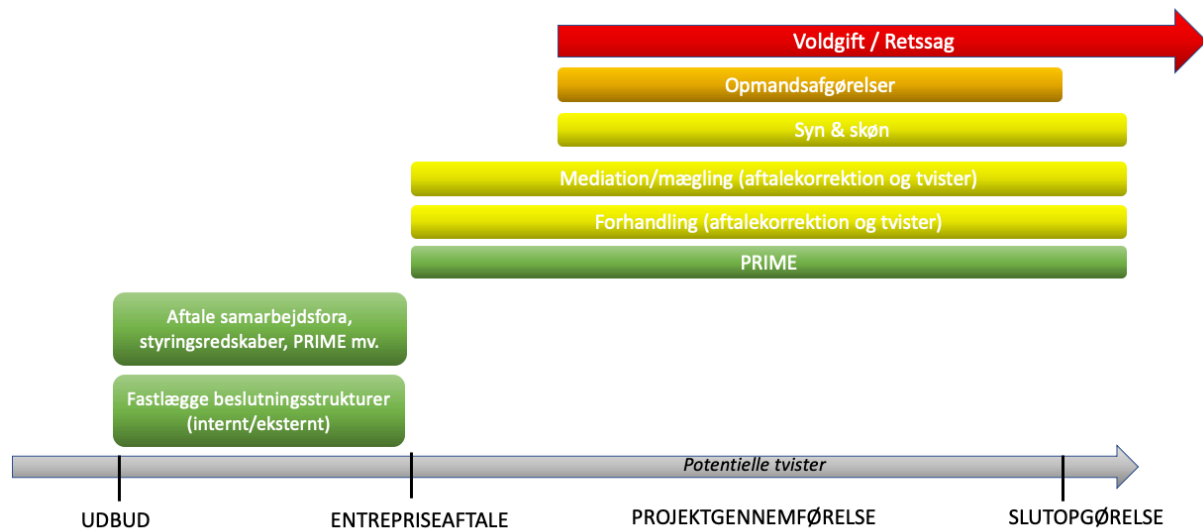 Voldgift / Retssag
Opmandsafgørelser
Syn & skøn
Mediation/mægling (aftalekorrektion og tvister)
Forhandling (aftalekorrektion og tvister)
PRIME
Aftale samarbejdsfora,
styringsredskaber, PRIME mv.
Fastlægge beslutningsstrukturer
(internt/eksternt)
Potentielle tvister
UDBUD
ENTREPRISEAFTALE
PROJEKTGENNEMFØRELSE
SLUTOPGØRELSE